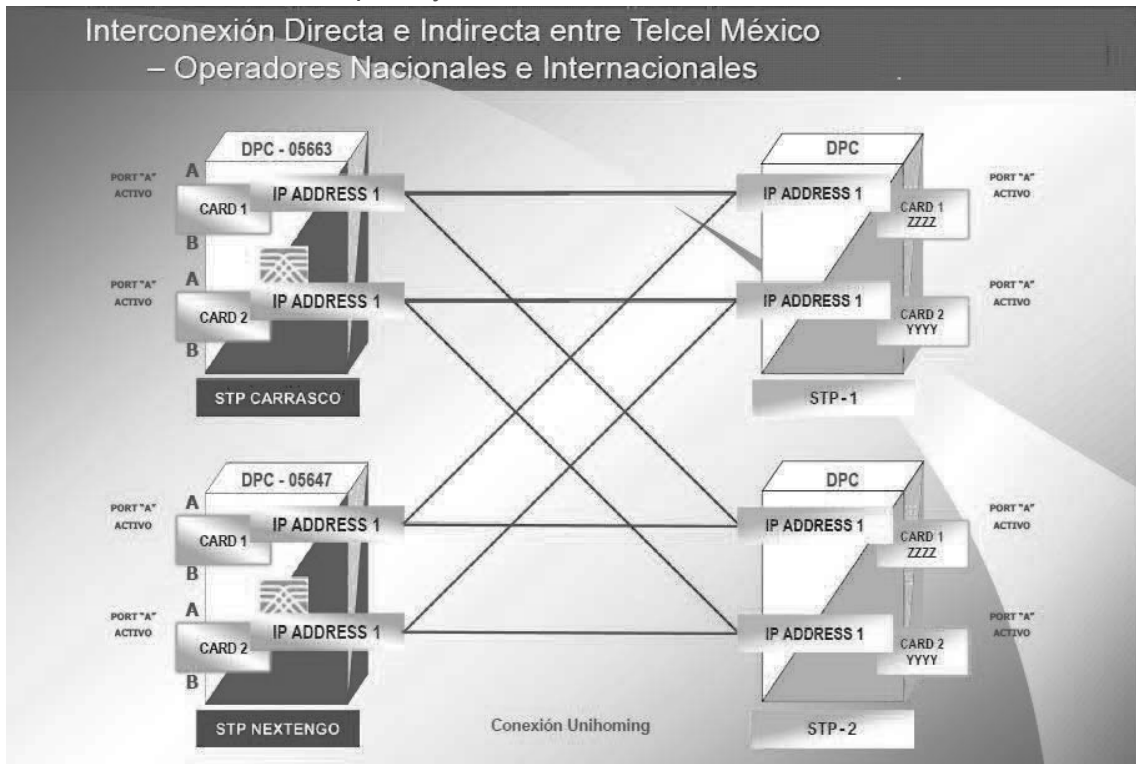 Interconexión Directa e Indirecta entre Telcel México
– Operadores Nacionales e Internacionales
DPC - 05663
PORT "A"
ACTIVO
A
CARD 1
B
IP ADDRESS 1
PORT "A"
ACTIVO
A
CARD 2
B
IP ADDRESS 1
STP CARRASCO
DPC
IP ADDRESS 1
CARD 1
ZZZZ
PORT "A"
ACTIVO
IP ADDRESS 1
CARD 2
YYYY
PORT "A"
ACTIVO
STP-1
DPC - 05647
PORT "A"
ACTIVO
A
CARD 1
B
IP ADDRESS 1
PORT "A"
ACTIVO
A
CARD 2
B
IP ADDRESS 1
STP NEXTENGO
DPC
IP ADDRESS 1
CARD 1
ZZZZ
PORT "A"
ACTIVO
IP ADDRESS 1
CARD 2
YYYY
PORT "A"
ACTIVO
STP-2
Conexión Unihoming